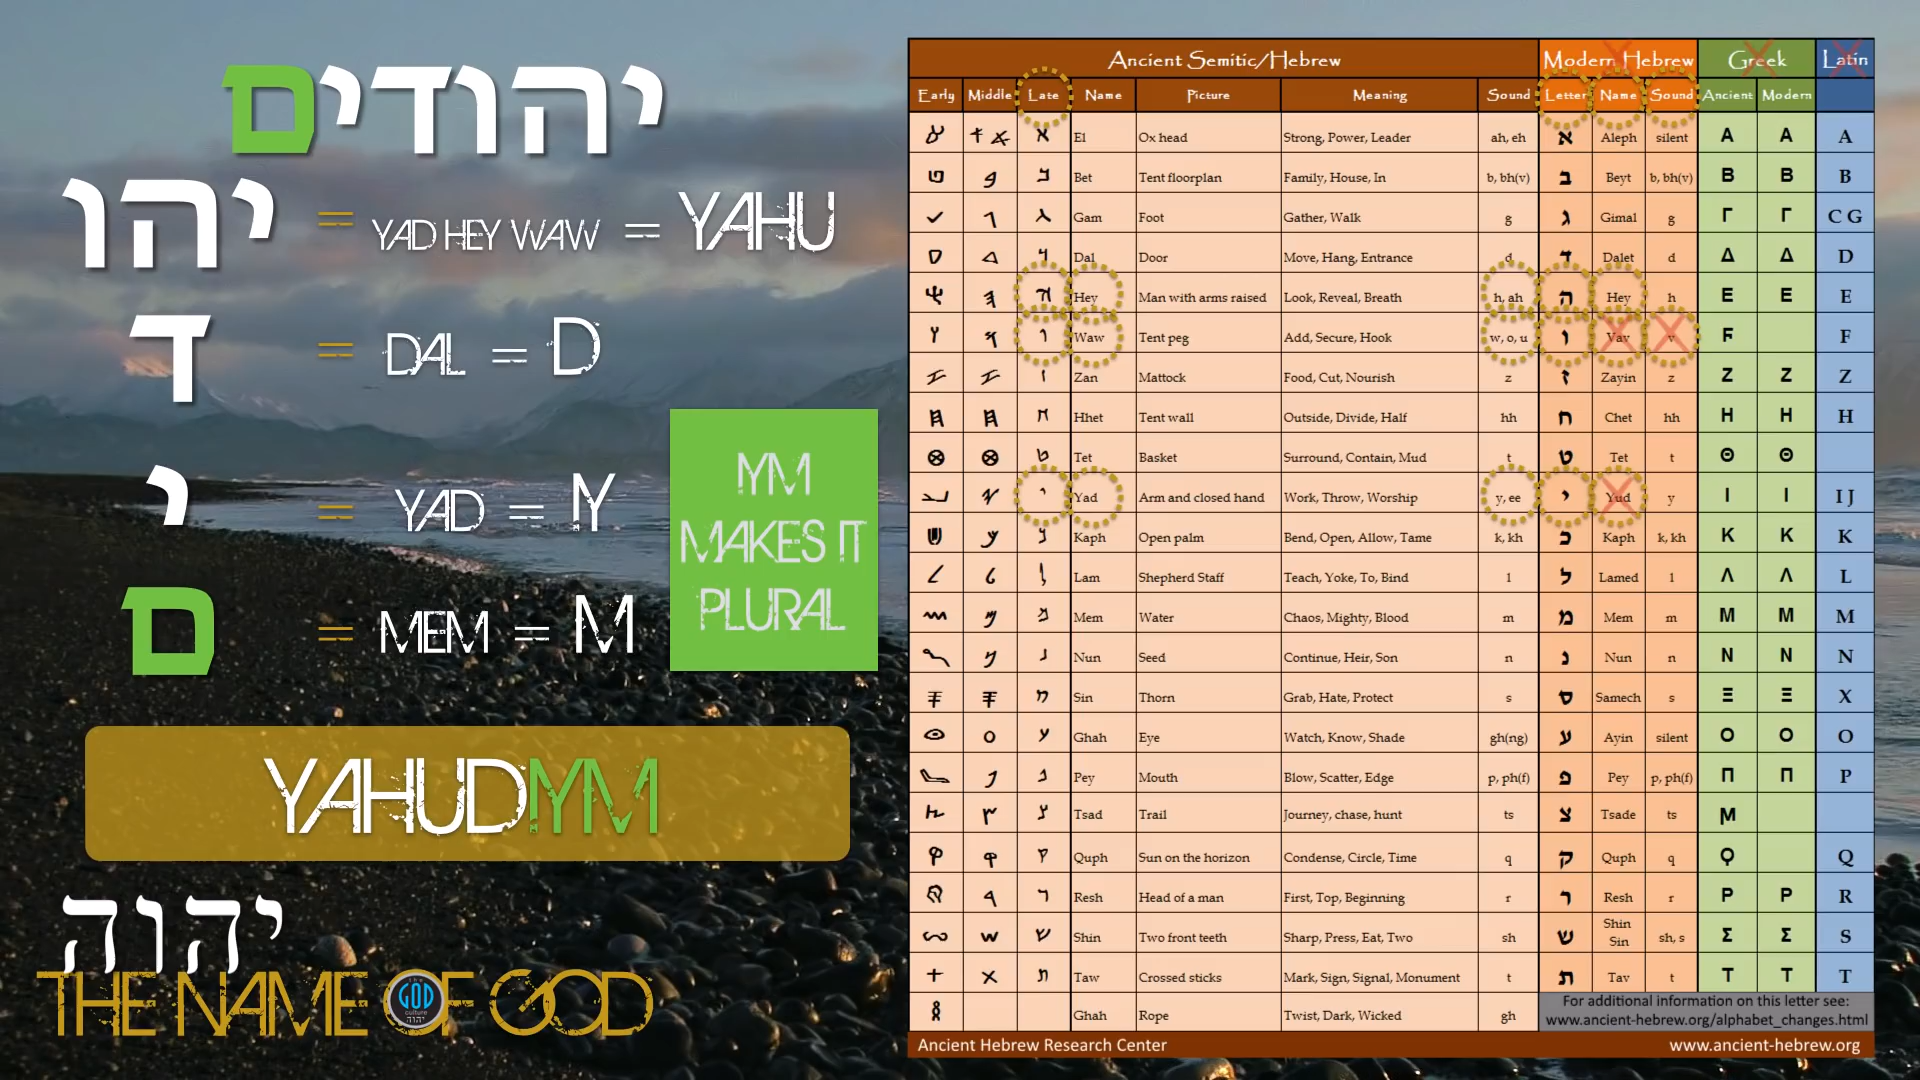 יהודים
יהו = YAD HEY WAW = YAHU
ד = DAL = D
י = YAD = Y
ם = MEM = M
YM
MAKES IT
PLURAL
YAHUDYM
יהוה
THE NAME OF GOD
the
GOD
culture
יהוה
Ancient Semitic/Hebrew Modern Hebrew Greek Latin
Early Middle Late Name Picture Meaning Sound Letter Name Sound Ancient Modern
א El Ox head Strong, Power, Leader ah, eh א Aleph silent Α Α A
Bet Tent floorplan Family, House, In b, bh(v) ב Beyt b, bh(v) Β Β B
Gam Foot Gather, Walk g ג Gimal g Γ Γ C G
Dal Door Move, Hang, Entrance d ד Dalet d Δ Δ D
Hey Man with arms raised Look, Reveal, Breath h, ah ה Hey h Ε Ε E
Waw Tent peg Add, Secure, Hook w, o, u ו Vav v F F
Zan Mattock Food, Cut, Nourish z ז Zayin z Ζ Ζ Z
Hhet Tent wall Outside, Divide, Half hh ח Chet hh Η Η H
Tet Basket Surround, Contain, Mud t ט Tet t Θ Θ
Yad Arm and closed hand Work, Throw, Worship y, ee י Yud y Ι Ι I J
Kaph Open palm Bend, Open, Allow, Tame k, kh כ Kaph k, kh Κ Κ K
Lam Shepherd Staff Teach, Yoke, To, Bind l ל Lamed l Λ Λ L
Mem Water Chaos, Mighty, Blood m מ Mem m Μ Μ M
Nun Seed Continue, Heir, Son n נ Nun n Ν Ν N
Sin Thorn Grab, Hate, Protect s ס Samech s Ξ Ξ X
Ghah Eye Watch, Know, Shade gh(ng) ע Ayin silent Ο Ο O
Pey Mouth Blow, Scatter, Edge p, ph(f) פ Pey p, ph(f) Π Π P
Tsad Trail Journey, chase, hunt ts צ Tsade ts Ϻ
Quph Sun on the horizon Condense, Circle, Time q ק Quph q Ϙ Q
Resh Head of a man First, Top, Beginning r ר Resh r Ρ Ρ R
Shin Two front teeth Sharp, Press, Eat, Two sh ש Shin Sin sh, s Σ Σ S
Taw Crossed sticks Mark, Sign, Signal, Monument t ת Tav t Τ Τ T
Ghah Rope Twist, Dark, Wicked gh
For additional information on this letter see:
www.ancient-hebrew.org/alphabet_changes.html
Ancient Hebrew Research Center www.ancient-hebrew.org